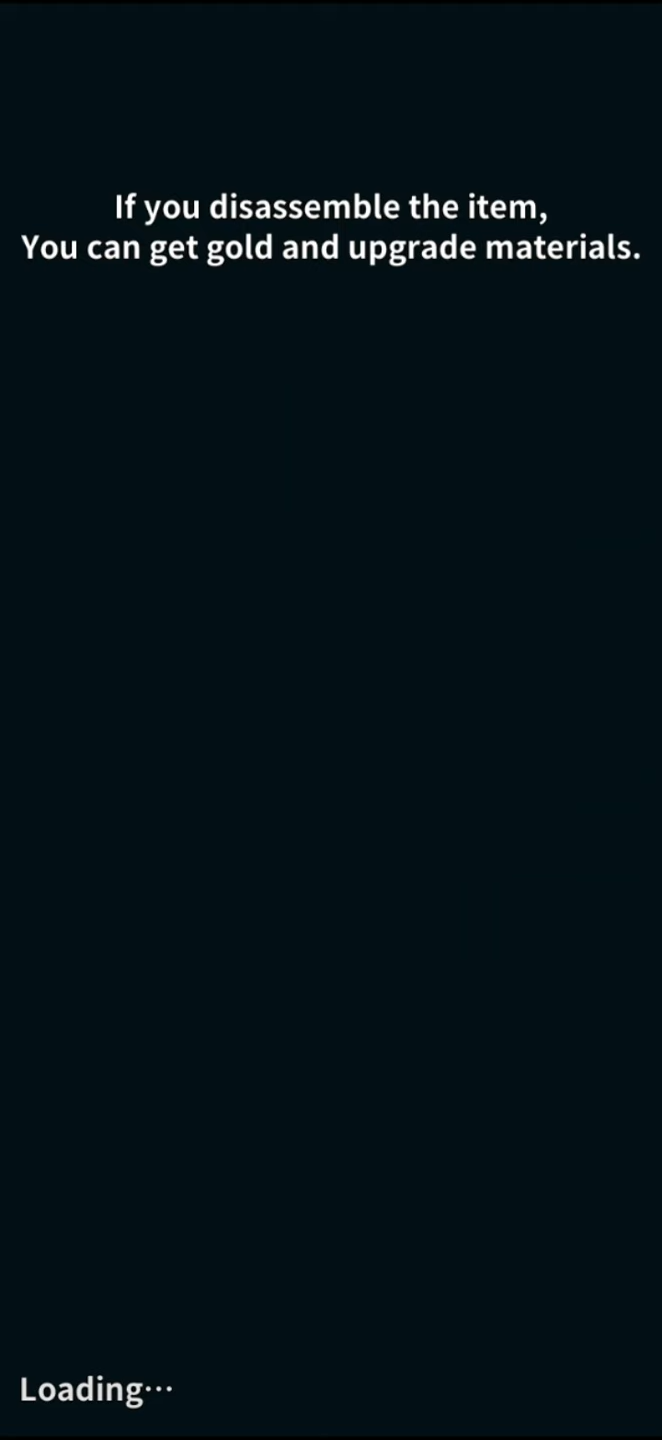 If you disassemble the item,
You can get gold and upgrade materials.
Loading···